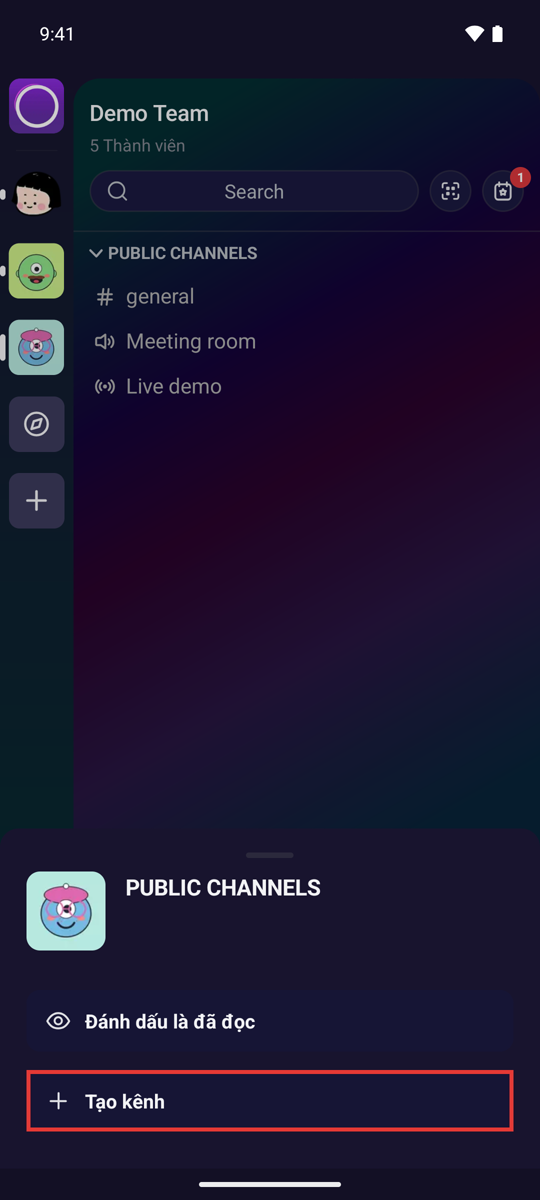 9:41
Demo Team
5 Thành viên
Search
1
PUBLIC CHANNELS
general
Meeting room
Live demo
PUBLIC CHANNELS
Đánh dấu là đã đọc
Tạo kênh